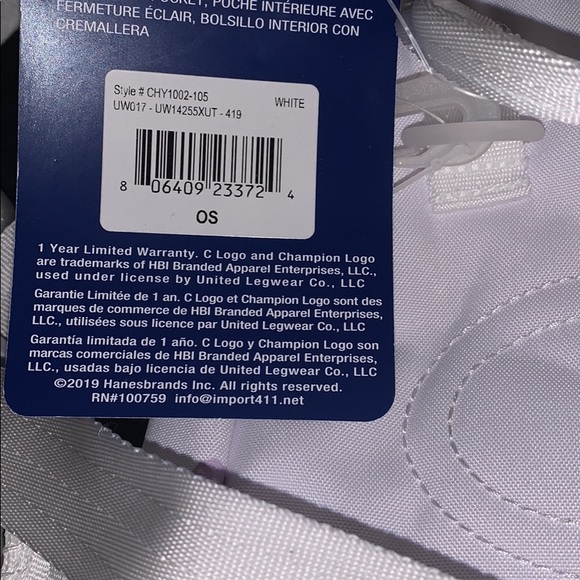 POCHE INTÉRIEURE AVEC
FERMETURE ÉCLAIR, BOLSILLO INTERIOR CON
CREMALLERA
Style # CHY1002-105 WHITE
UW017 - UW14255XUT - 419
8 06409 23372 4
OS
1 Year Limited Warranty. C Logo and Champion Logo
are trademarks of HBI Branded Apparel Enterprises, LLC.,
used under license by United Legwear Co., LLC
Garantie Limitée de 1 an. C Logo et Champion Logo sont des
marques de commerce de HBI Branded Apparel Enterprises,
LLC., utilisées sous licence par United Legwear Co., LLC
Garantía limitada de 1 año. C Logo y Champion Logo son
marcas comerciales de HBI Branded Apparel Enterprises,
LLC., usadas bajo licencia de United Legwear Co., LLC
©2019 Hanesbrands Inc. All rights reserved.
RN#100759 info@import411.net